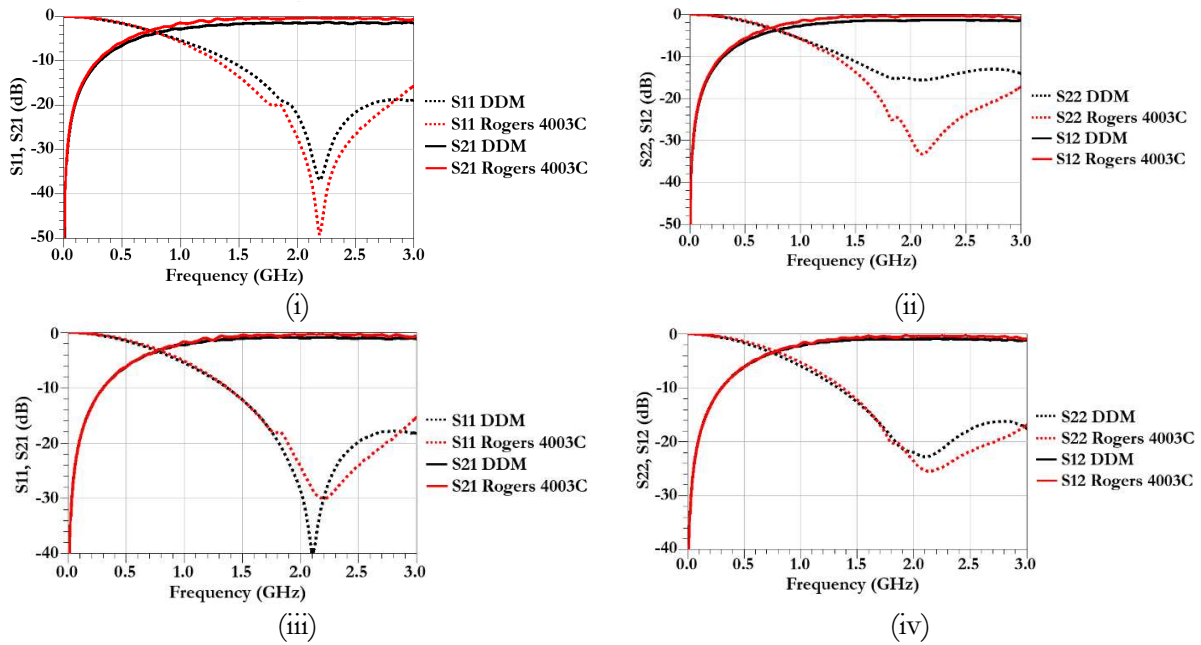 S11, S21 (dB)
0
-10
-20
-30
-40
-50
0.0 0.5 1.0 1.5 2.0 2.5 3.0
Frequency (GHz)
S11 DDM
S11 Rogers 4003C
S21 DDM
S21 Rogers 4003C
(i)
S22, S12 (dB)
0
-10
-20
-30
-40
-50
0.0 0.5 1.0 1.5 2.0 2.5 3.0
Frequency (GHz)
S22 DDM
S22 Rogers 4003C
S12 DDM
S12 Rogers 4003C
(ii)
S11, S21 (dB)
0
-10
-20
-30
-40
0.0 0.5 1.0 1.5 2.0 2.5 3.0
Frequency (GHz)
S11 DDM
S11 Rogers 4003C
S21 DDM
S21 Rogers 4003C
(iii)
S22, S12 (dB)
0
-10
-20
-30
-40
0.0 0.5 1.0 1.5 2.0 2.5 3.0
Frequency (GHz)
S22 DDM
S22 Rogers 4003C
S12 DDM
S12 Rogers 4003C
(iv)